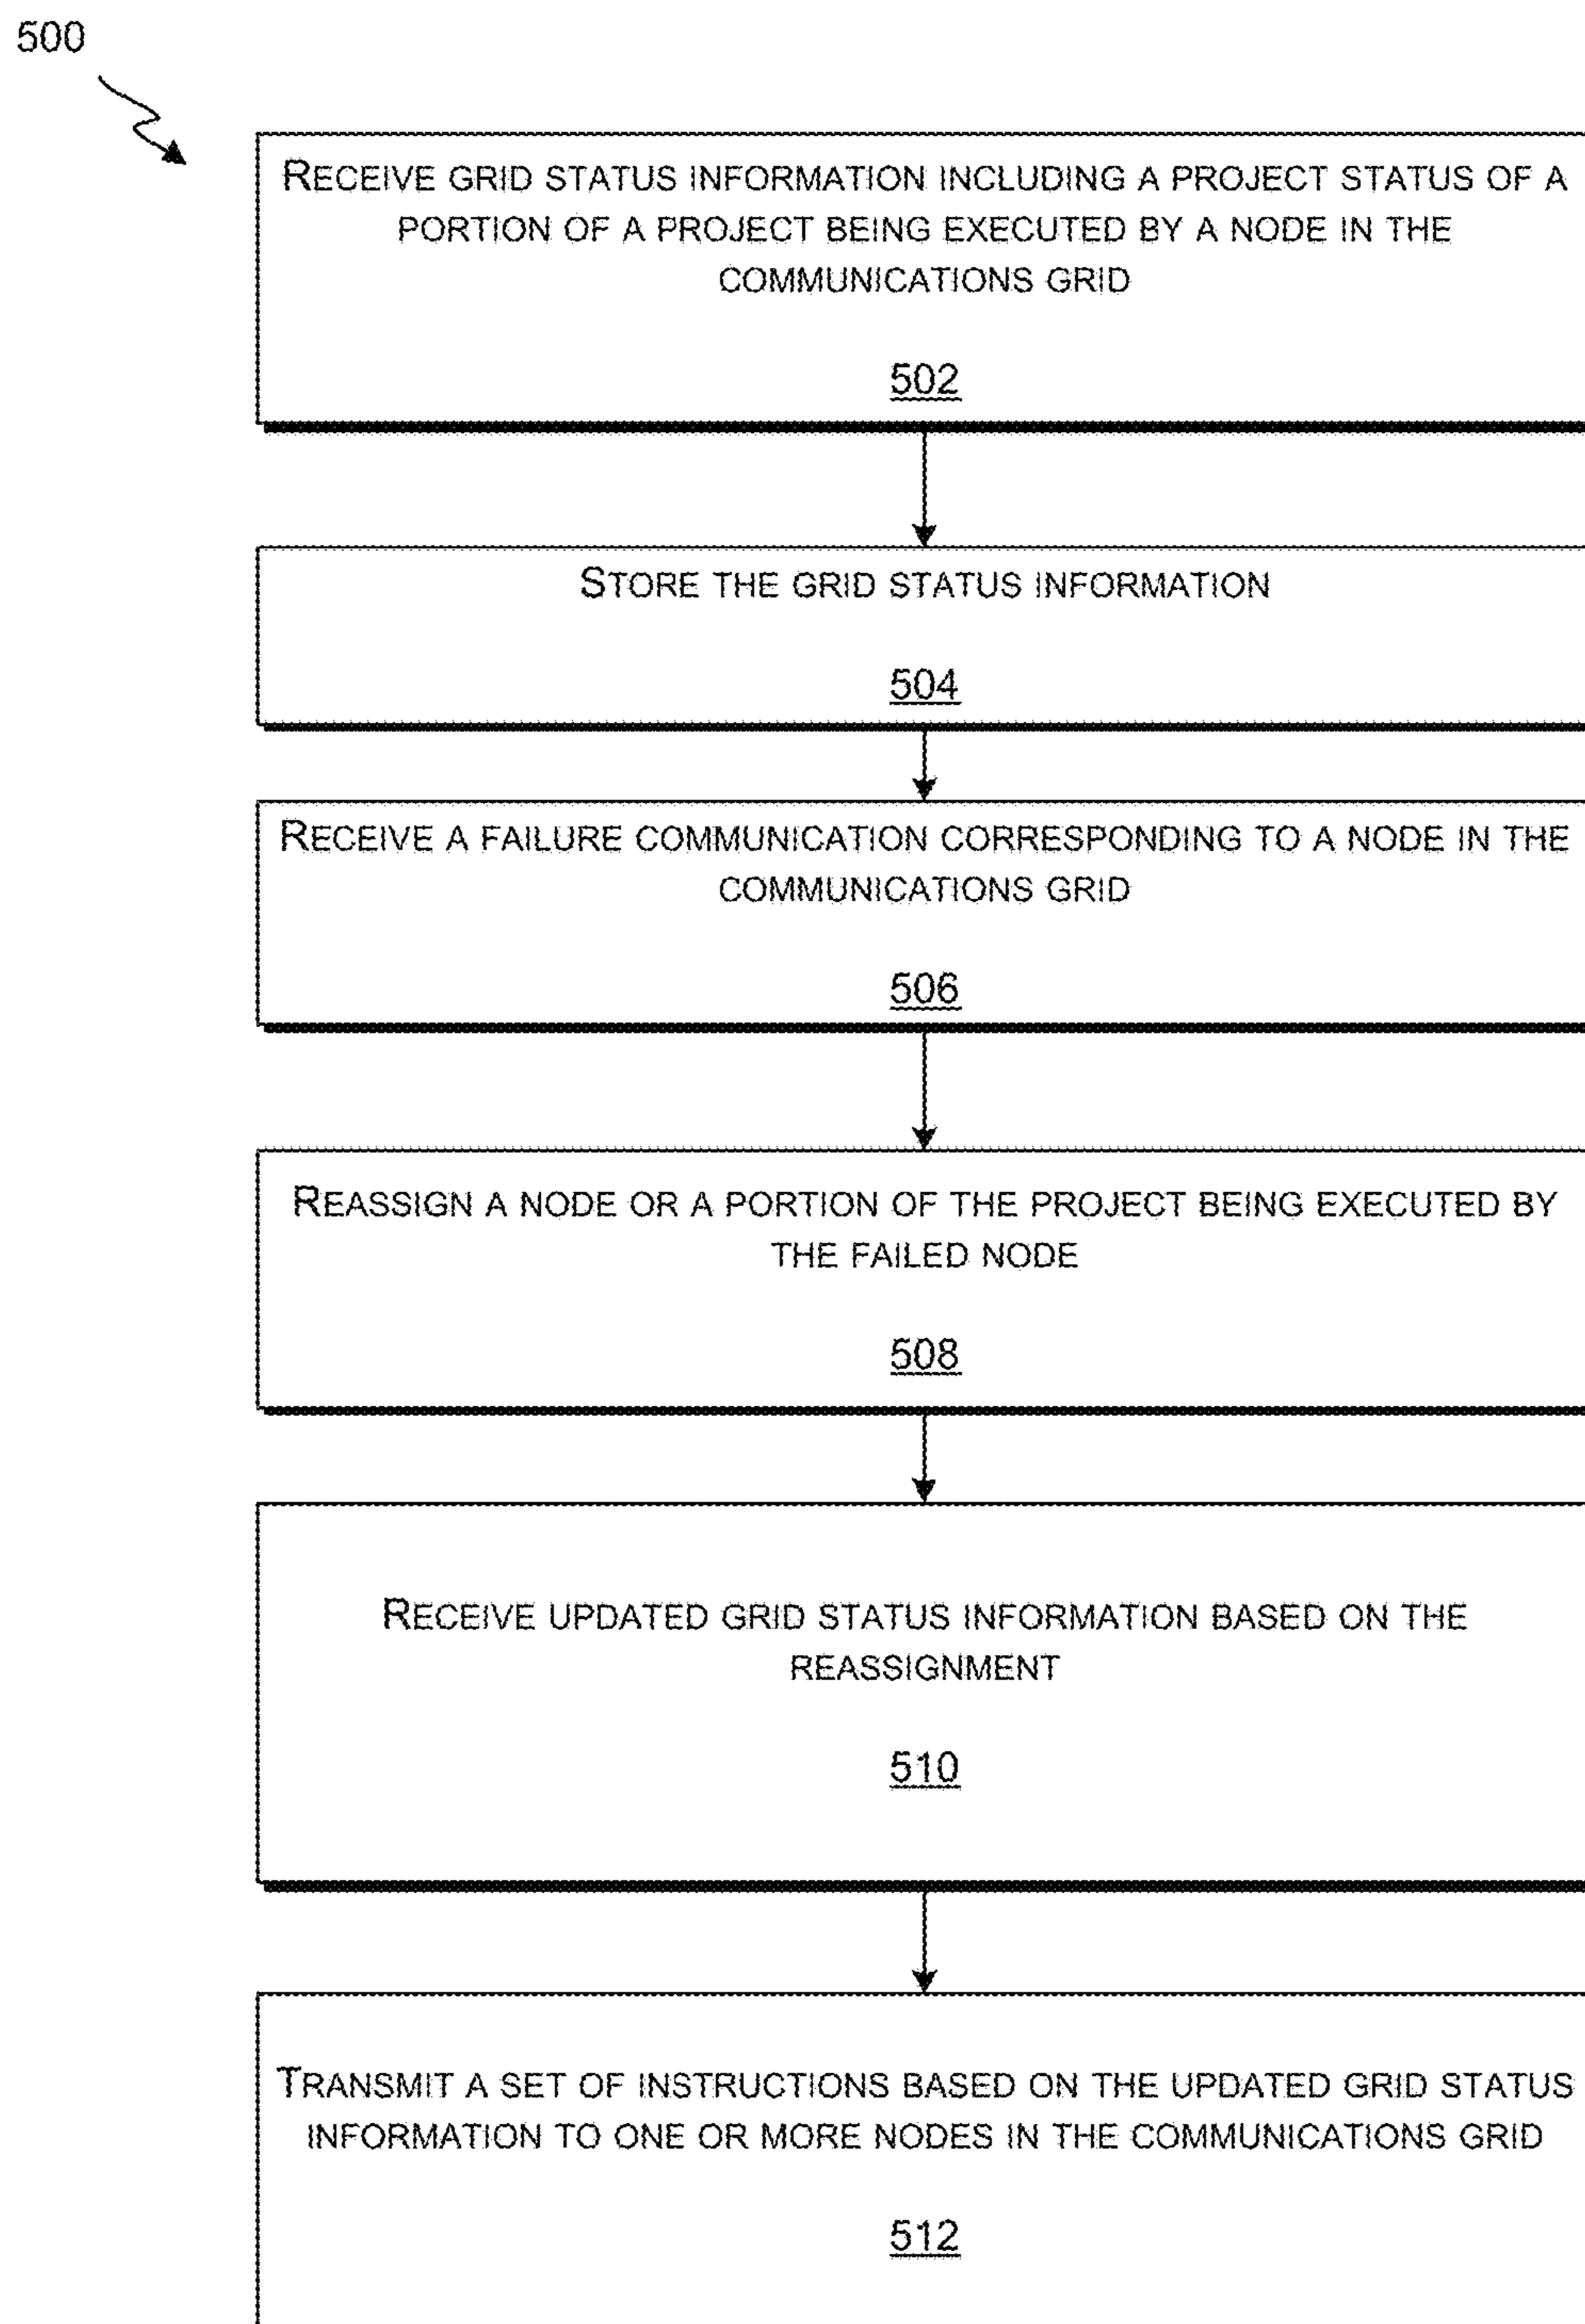 500
RECEIVE GRID STATUS INFORMATION INCLUDING A PROJECT STATUS OF A
PORTION OF A PROJECT BEING EXECUTED BY A NODE IN THE
COMMUNICATIONS GRID
502
STORE THE GRID STATUS INFORMATION
504
RECEIVE A FAILURE COMMUNICATION CORRESPONDING TO A NODE IN THE
COMMUNICATIONS GRID
506
REASSIGN A NODE OR A PORTION OF THE PROJECT BEING EXECUTED BY
THE FAILED NODE
508
RECEIVE UPDATED GRID STATUS INFORMATION BASED ON THE
REASSIGNMENT
510
TRANSMIT A SET OF INSTRUCTIONS BASED ON THE UPDATED GRID STATUS
INFORMATION TO ONE OR MORE NODES IN THE COMMUNICATIONS GRID
512